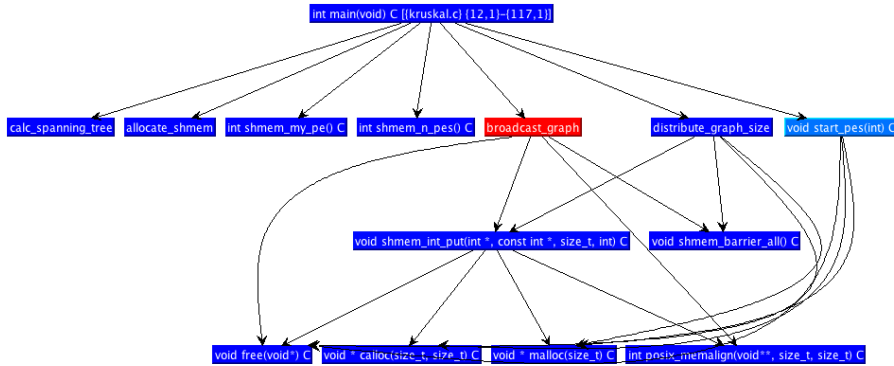 int main(void) C [{kruskal.c} {12,1}-{117,1}]
calc_spanning_tree
allocate_shmem
int shmem_my_pe() C
int shmem_n_pes() C
broadcast_graph
distribute_graph_size
void start_pes(int) C
void shmem_int_put(int *, const int *, size_t, int) C
void shmem_barrier_all() C
void free(void*) C
void * calloc(size_t, size_t) C
void * malloc(size_t) C
int posix_memalign(void**, size_t, size_t) C